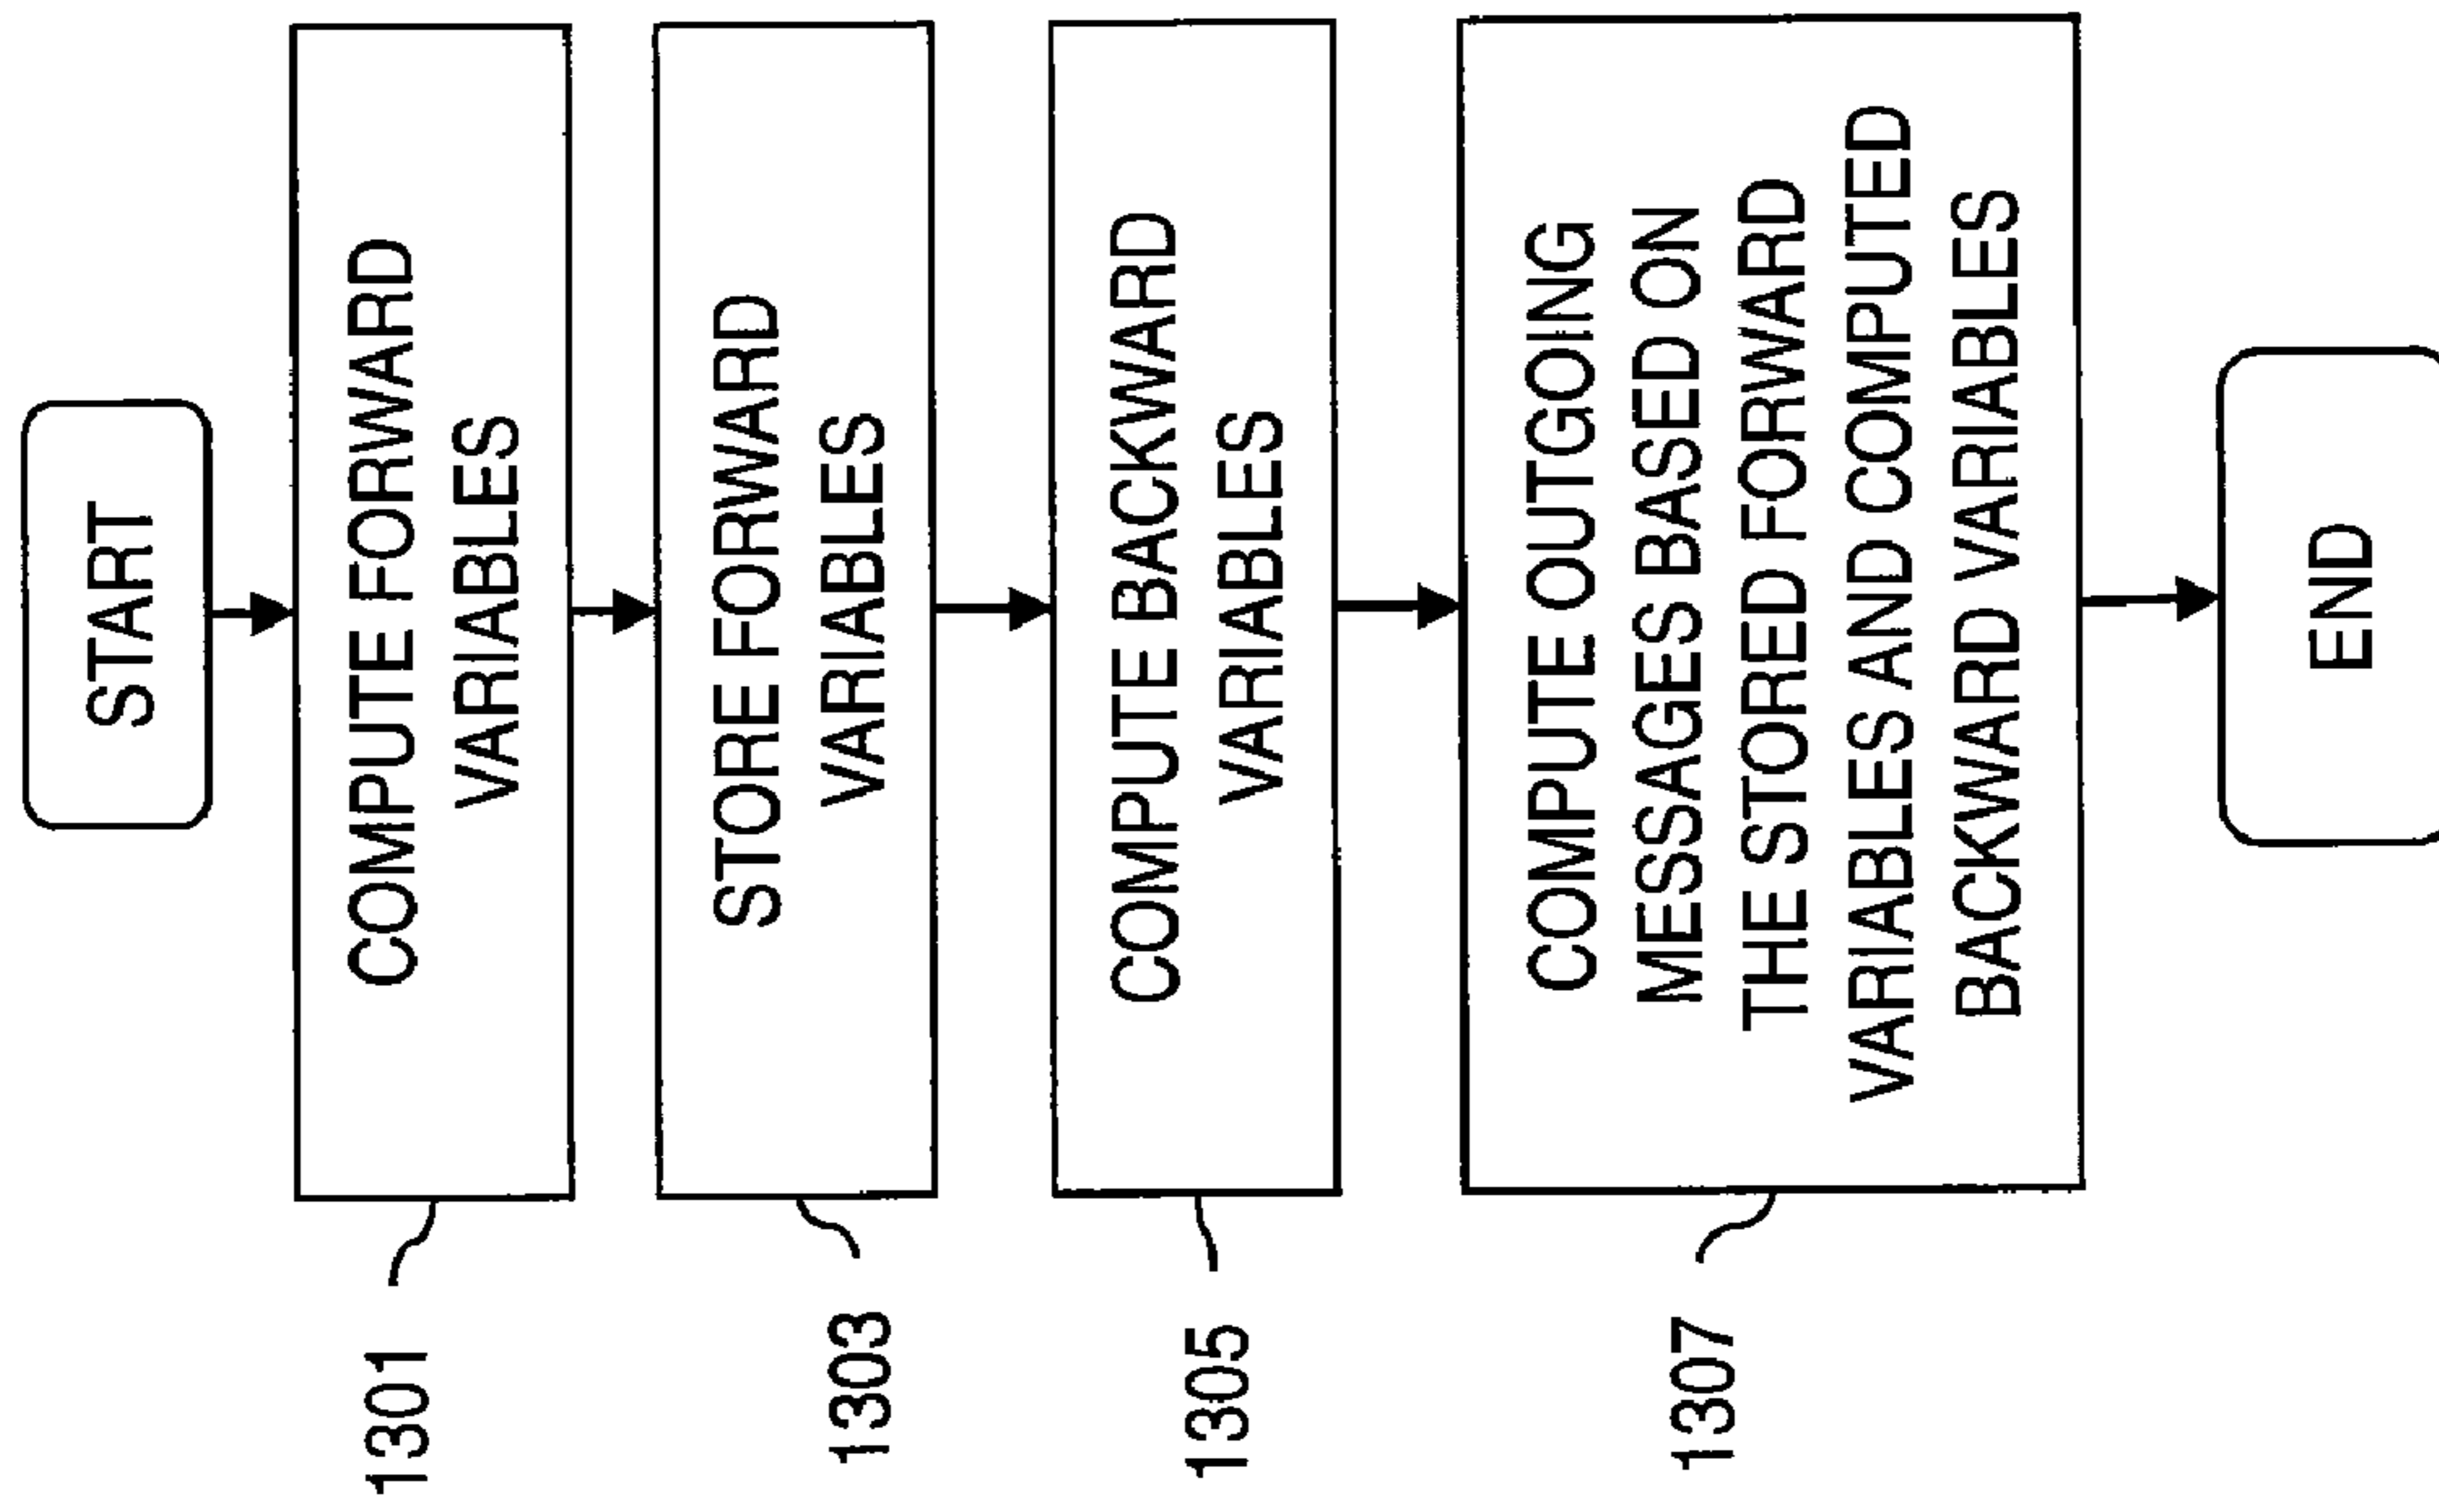 START
1301
COMPUTE FORWARD
VARIABLES
1303
STORE FORWARD
VARIABLES
1305
COMPUTE BACKWARD
VARIABLES
1307
COMPUTE OUTGOING
MESSAGES BASED ON
THE STORED FORWARD
VARIABLES AND COMPUTED
BACKWARD VARIABLES
END